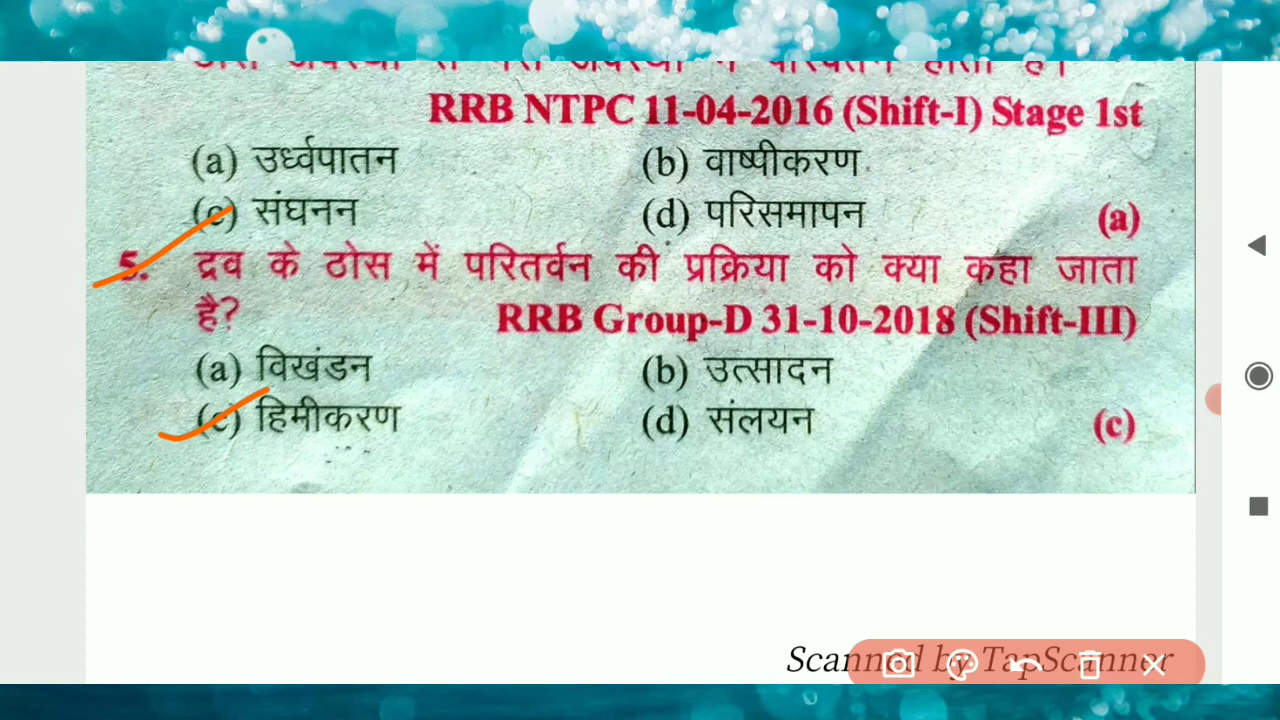 RRB NTPC 11-04-2016 (Shift-I) Stage 1st
(a) उर्ध्वपातन (b) वाष्पीकरण
(c) संघनन (d) परिसमापन (a)
5. द्रव के ठोस में परितर्वन की प्रक्रिया को क्या कहा जाता
है? RRB Group-D 31-10-2018 (Shift-III)
(a) विखंडन (b) उत्सादन
(c) हिमीकरण (d) संलयन (c)
Scanned by TapScanner